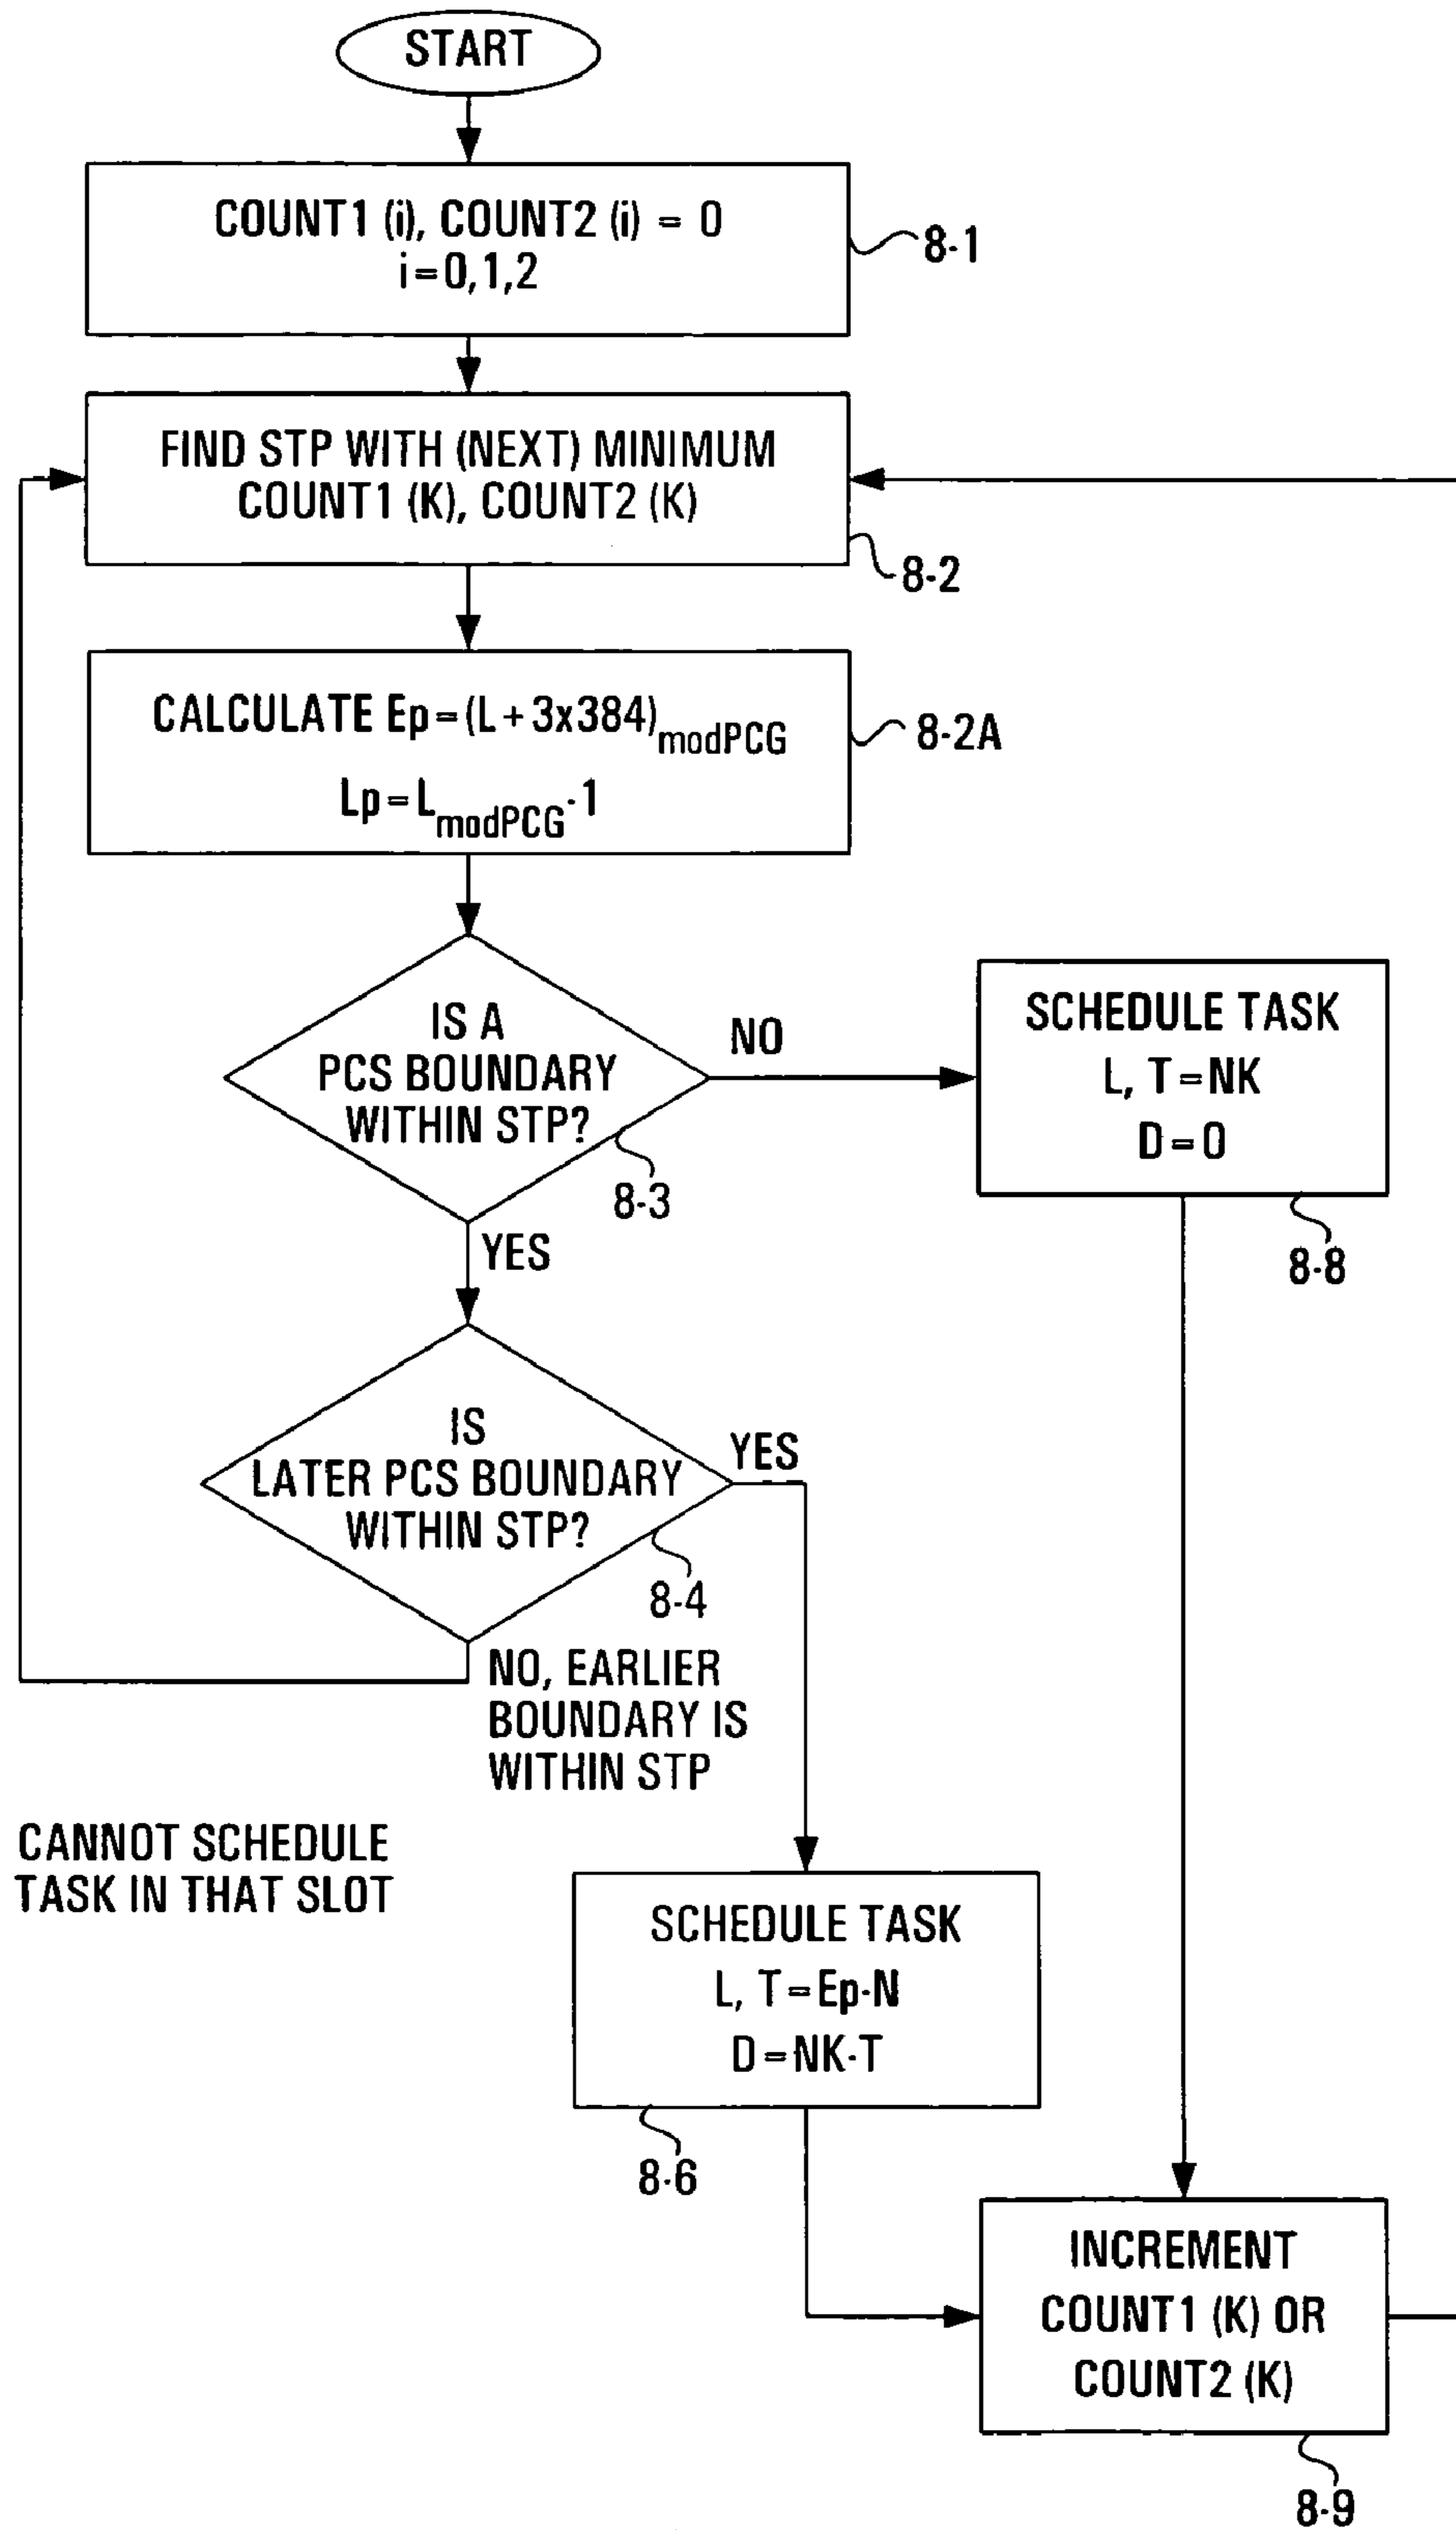 START
COUNT1 (i), COUNT2 (i) = 0
i=0,1,2
8-1
FIND STP WITH (NEXT) MINIMUM
COUNT1 (K), COUNT2 (K)
8-2
CALCULATE Ep=(L+3x384)modPCG
Lp=LmodPCG-1
8-2A
IS A
PCS BOUNDARY
WITHIN STP?
8-3
NO
SCHEDULE TASK
L, T=NK
D=0
8-8
YES
IS
LATER PCS BOUNDARY
WITHIN STP?
8-4
YES
NO, EARLIER
BOUNDARY IS
WITHIN STP
CANNOT SCHEDULE
TASK IN THAT SLOT
SCHEDULE TASK
L, T=Ep-N
D=NK-T
8-6
INCREMENT
COUNT1 (K) OR
COUNT2 (K)
8-9